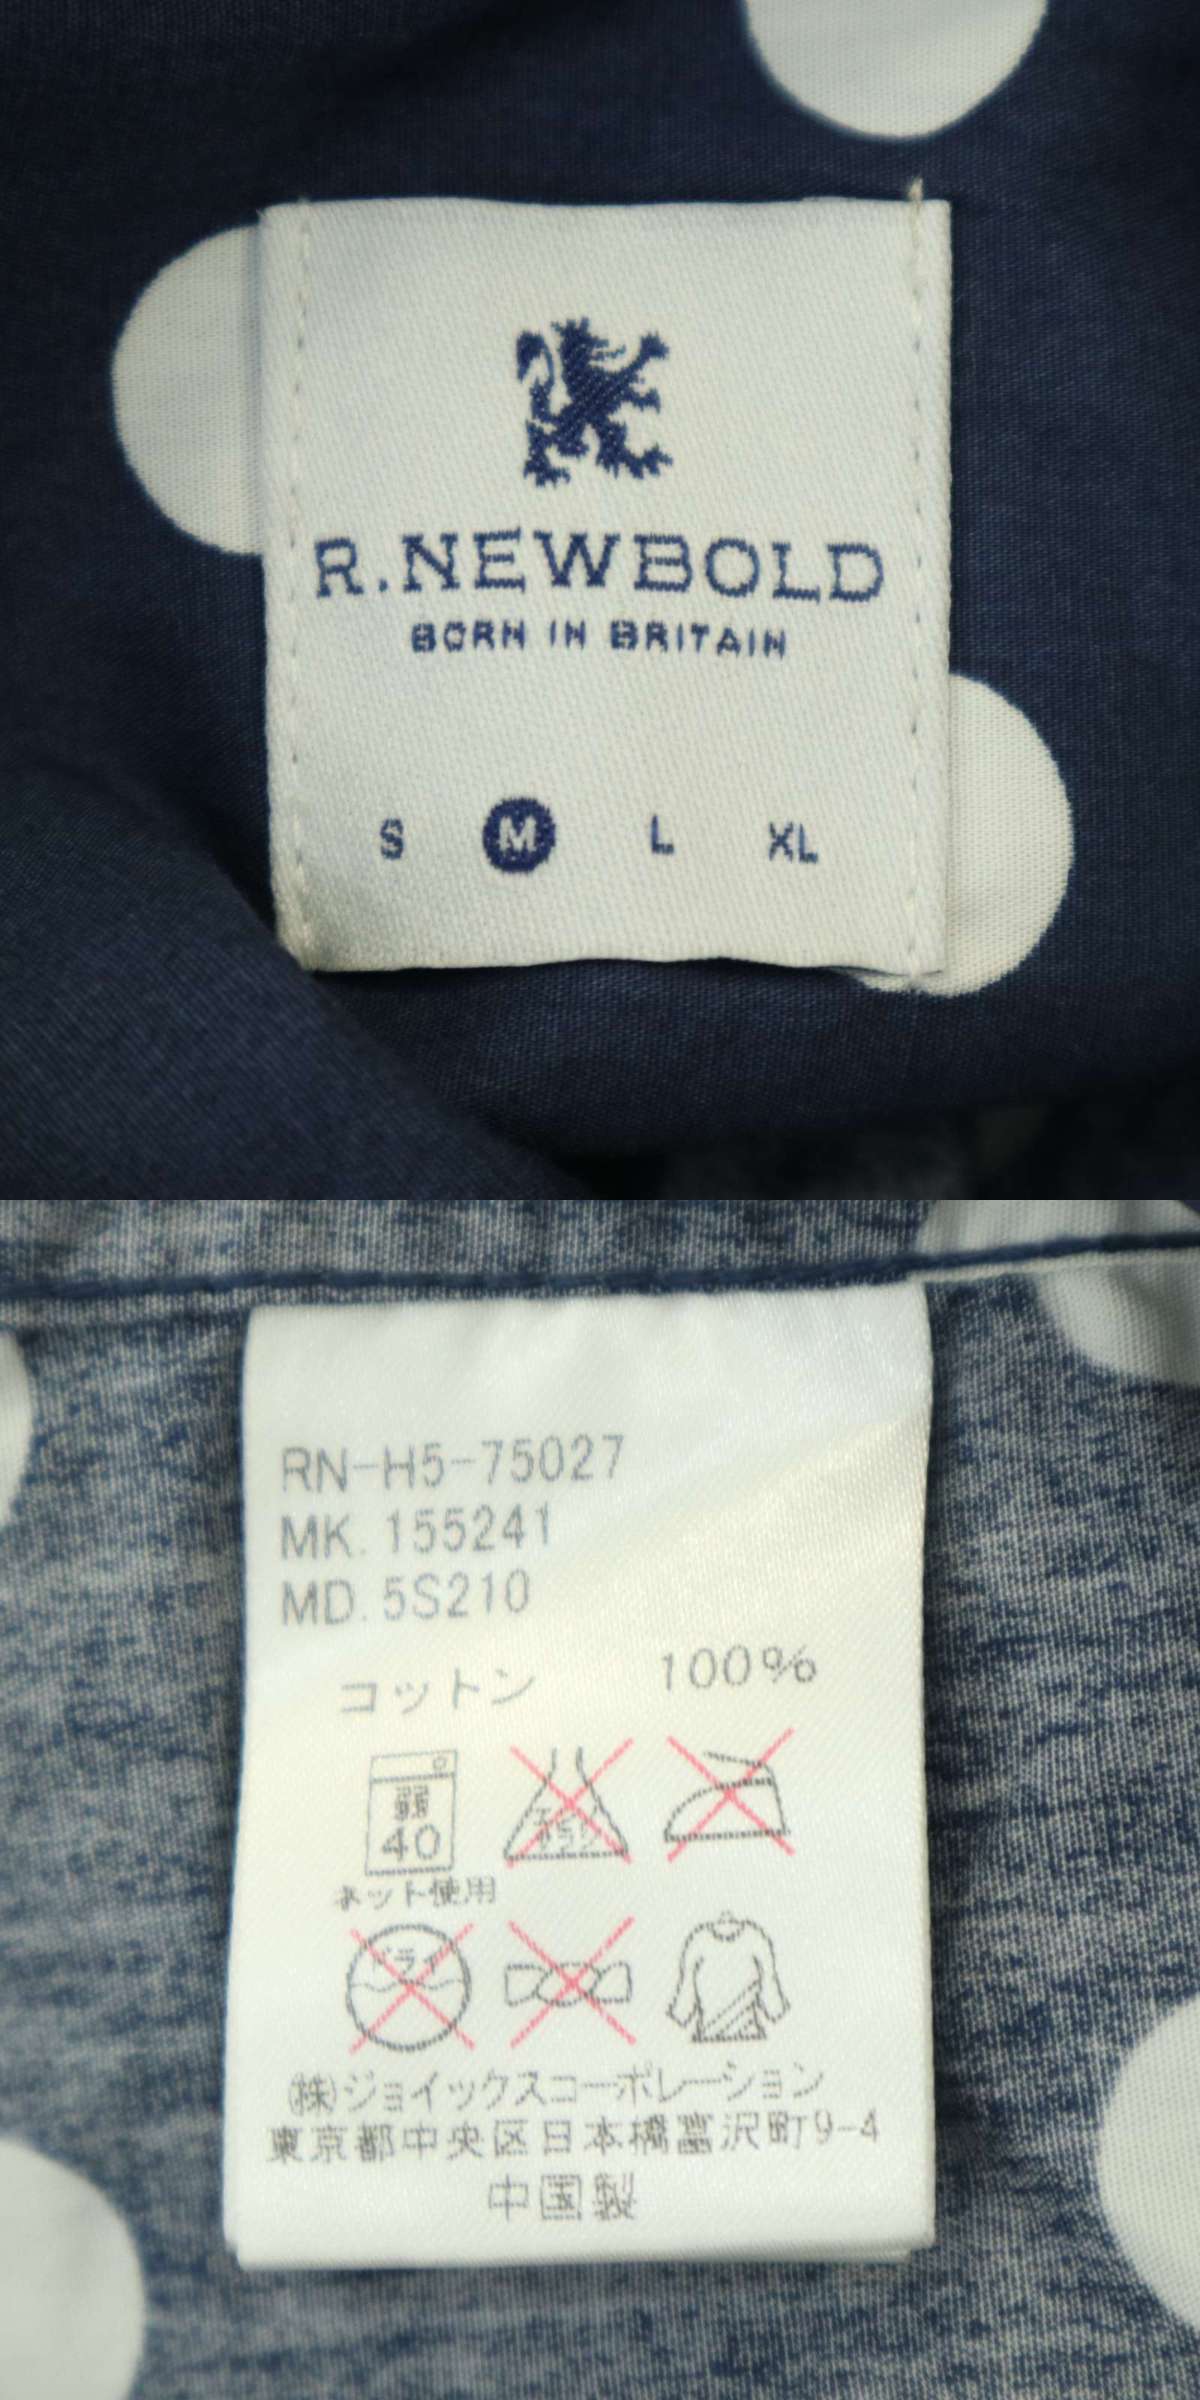 R.NEWBOLD
BORN IN BRITAIN
S M L XL
RN-H5-75027
MK.155241
MD.5S210
コットン 100%
弱
40
エンソ
サラシ
ネット使用
ドライ
㈱ジョイックスコーポレーション
東京都中央区日本橋富沢町9-4
中国製